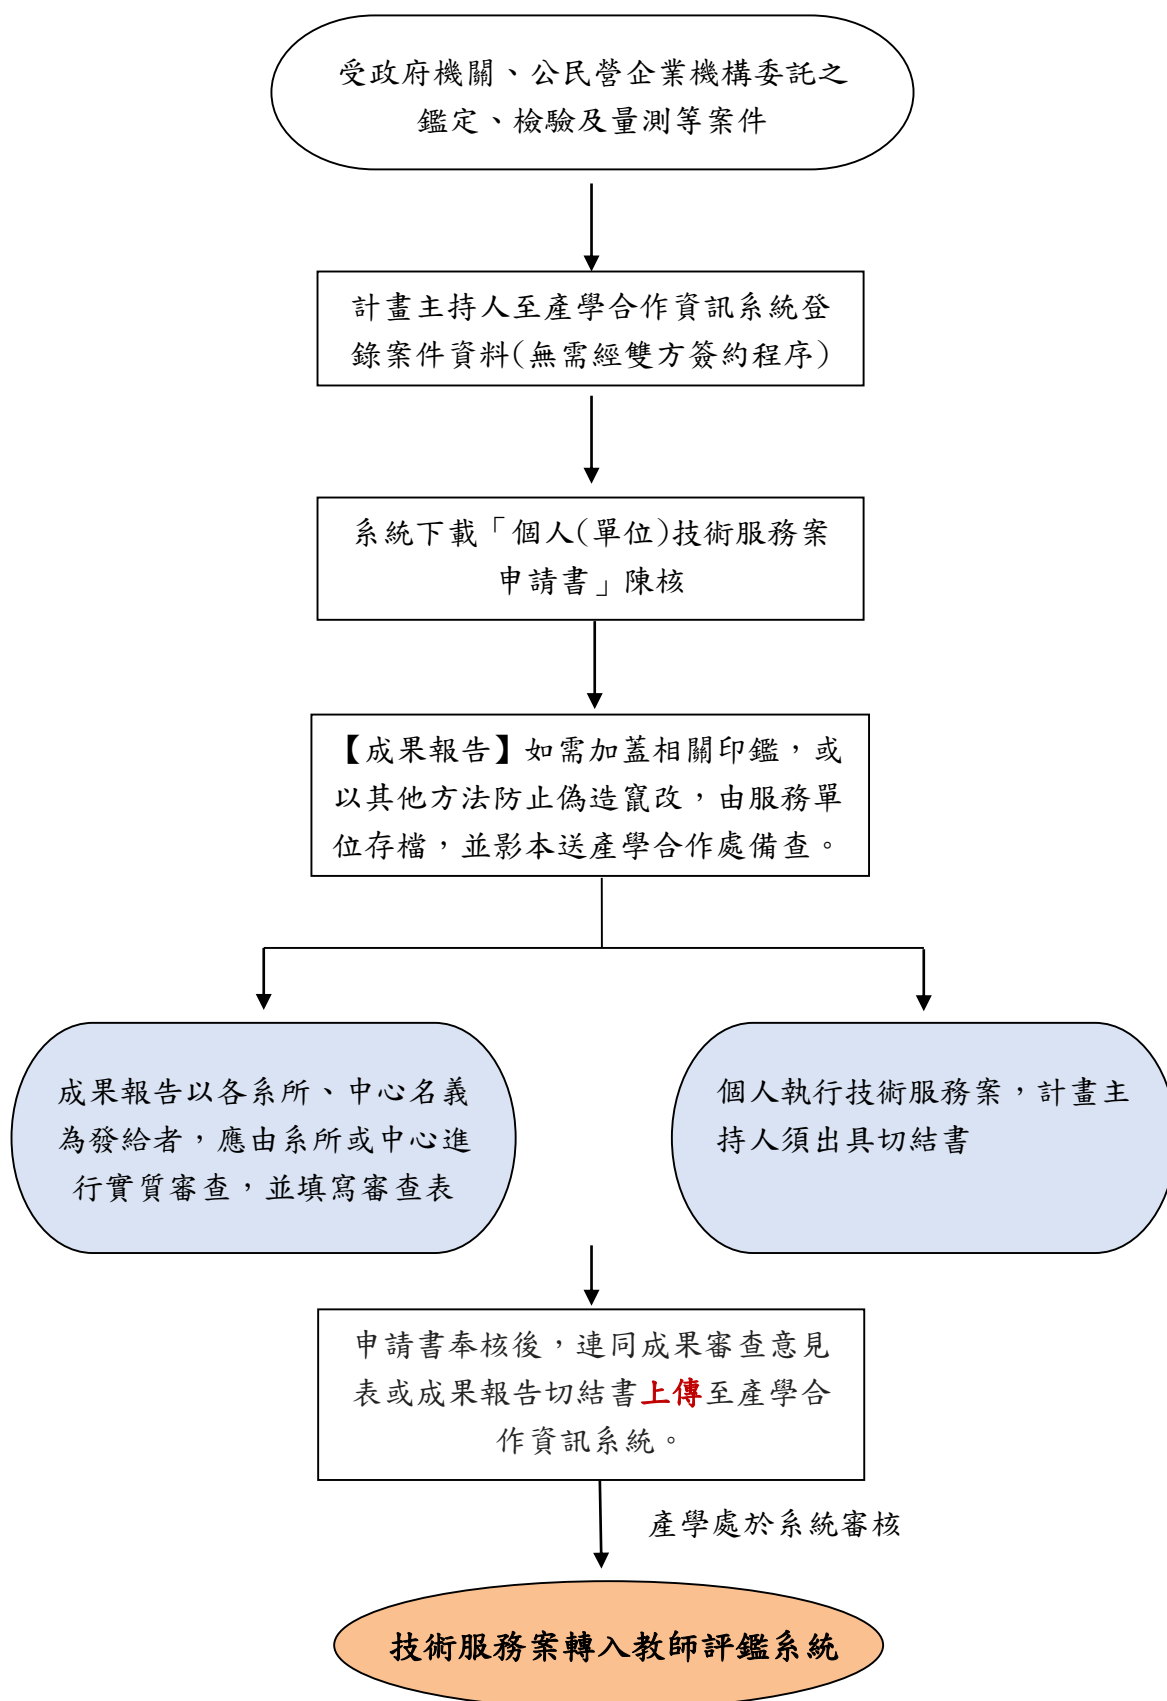 受政府機關、公民營企業機構委託之
鑑定、檢驗及量測等案件
計畫主持人至產學合作資訊系統登
錄案件資料(無需經雙方簽約程序)
系統下載「個人(單位)技術服務案
申請書」陳核
【成果報告】如需加蓋相關印鑑，或
以其他方法防止偽造竄改，由服務單
位存檔，並影本送產學合作處備查。
成果報告以各系所、中心名義
為發給者，應由系所或中心進
行實質審查，並填寫審查表
個人執行技術服務案，計畫主
持人須出具切結書
申請書奉核後，連同成果審查意見
表或成果報告切結書上傳至產學合
作資訊系統。
產學處於系統審核
技術服務案轉入教師評鑑系統